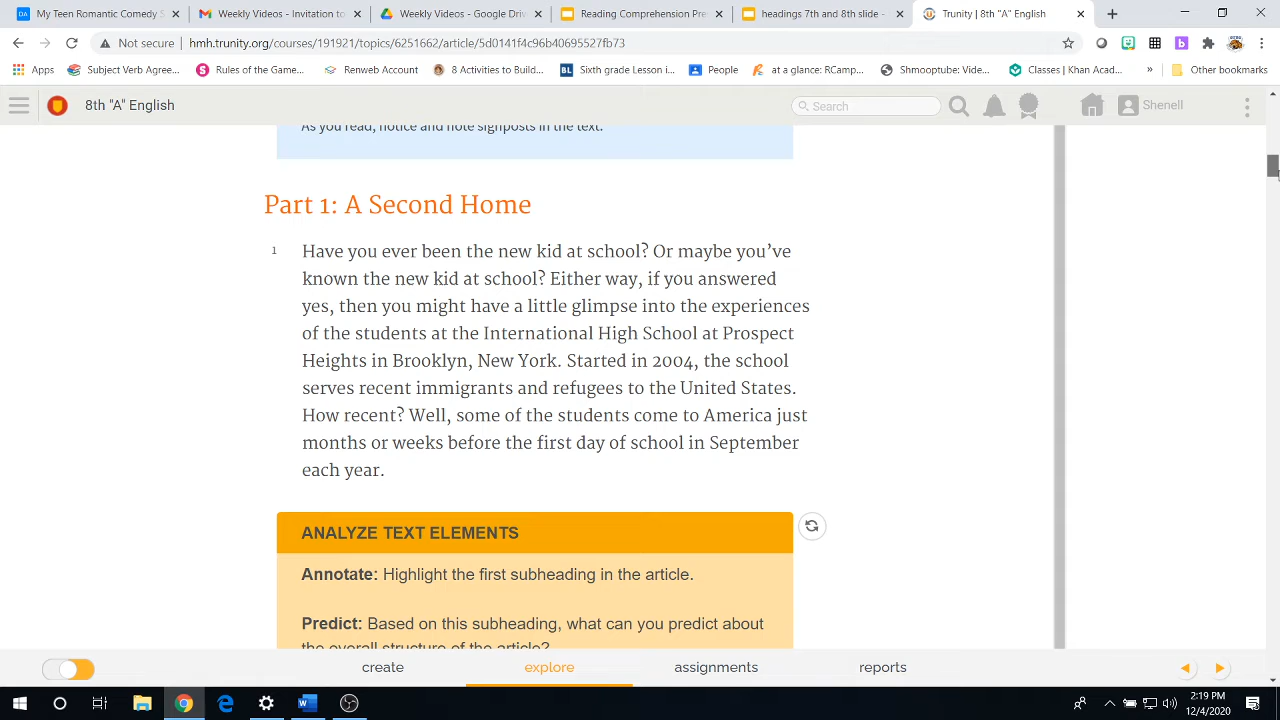 My Teen Romantic Comedy S
Weekly Videos - Invitation to
Weekly Videos - Google Driv
Reading Comprehension Pre
headings 7th and 8th slide -
Trunity | 8th "A" English
Not secure | hmh.trunity.org/courses/191921/topics/6251262/article/5d0141f4c96b40695527fb73
Apps
Subject Verb Agree...
Rules of the Game...
Renweb Account
8 Activities to Build...
BL
Sixth grade Lesson i...
People
at a glance: RCamp...
Shmooptube: Vide...
Classes | Khan Acad...
»
Other bookmarks
8th "A" English
Search
Shenell
As you read, notice and note signposts in the text.
Part 1: A Second Home
1
Have you ever been the new kid at school? Or maybe you’ve
known the new kid at school? Either way, if you answered
yes, then you might have a little glimpse into the experiences
of the students at the International High School at Prospect
Heights in Brooklyn, New York. Started in 2004, the school
serves recent immigrants and refugees to the United States.
How recent? Well, some of the students come to America just
months or weeks before the first day of school in September
each year.
ANALYZE TEXT ELEMENTS
Annotate: Highlight the first subheading in the article.
Predict: Based on this subheading, what can you predict about
the overall structure of the article?
create
explore
assignments
reports
2:19 PM
12/4/2020